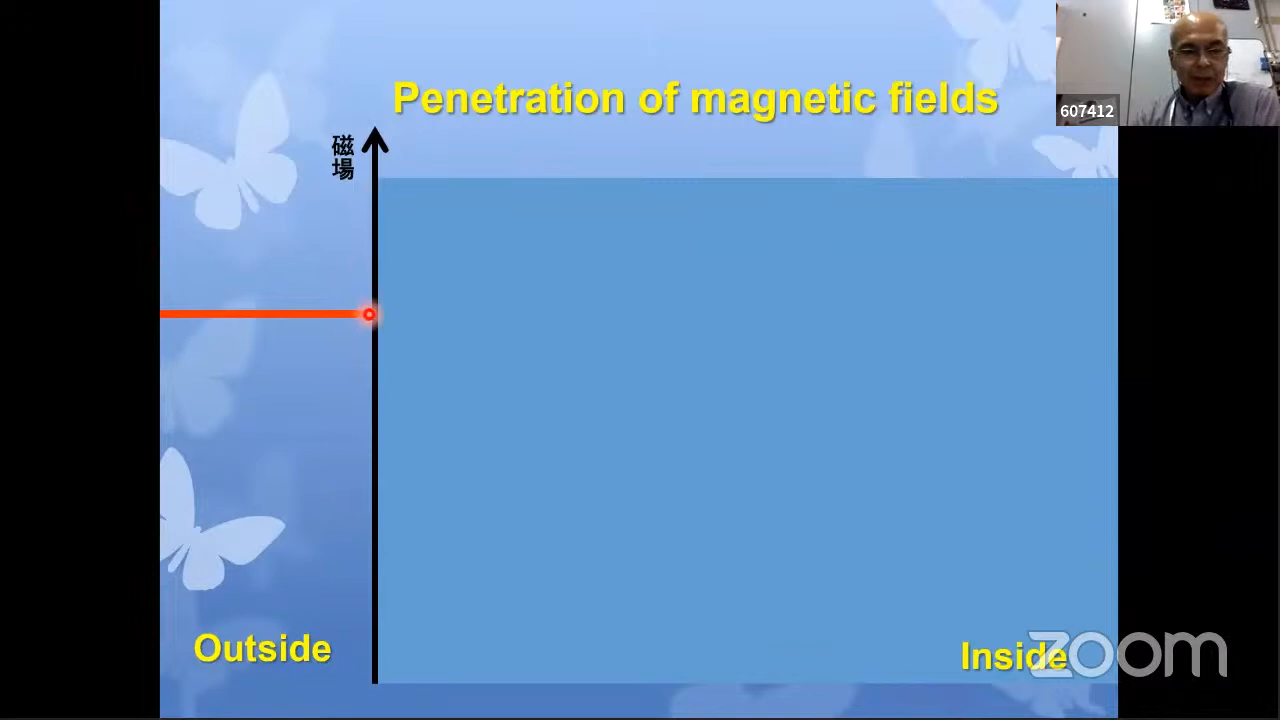 Penetration of magnetic fields
607412
磁場
Outside
Inside
zoom